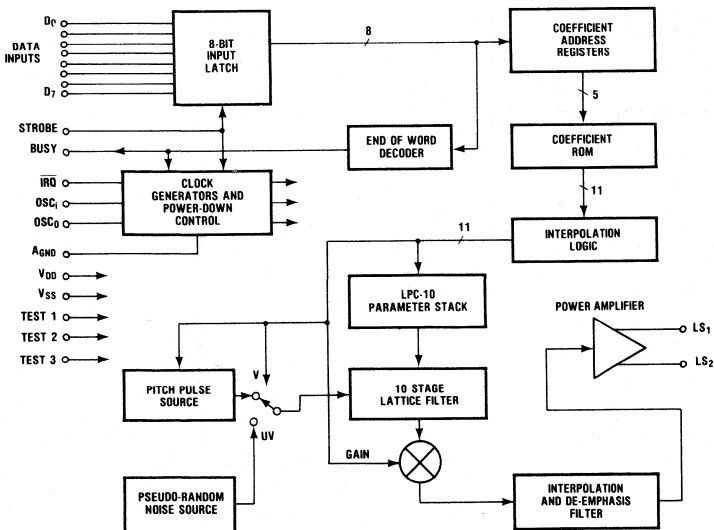 D0
DATA
INPUTS
D7
8-BIT
INPUT
LATCH
8
COEFFICIENT
ADDRESS
REGISTERS
5
STROBE
BUSY
END OF WORD
DECODER
COEFFICIENT
ROM
11
IRQ
OSCi
OSC0
CLOCK
GENERATORS AND
POWER-DOWN
CONTROL
INTERPOLATION
LOGIC
11
AGND
VDD
VSS
TEST 1
TEST 2
TEST 3
LPC-10
PARAMETER STACK
POWER AMPLIFIER
LS1
LS2
V
PITCH PULSE
SOURCE
10 STAGE
LATTICE FILTER
UV
GAIN
PSEUDO-RANDOM
NOISE SOURCE
INTERPOLATION
AND DE-EMPHASIS
FILTER